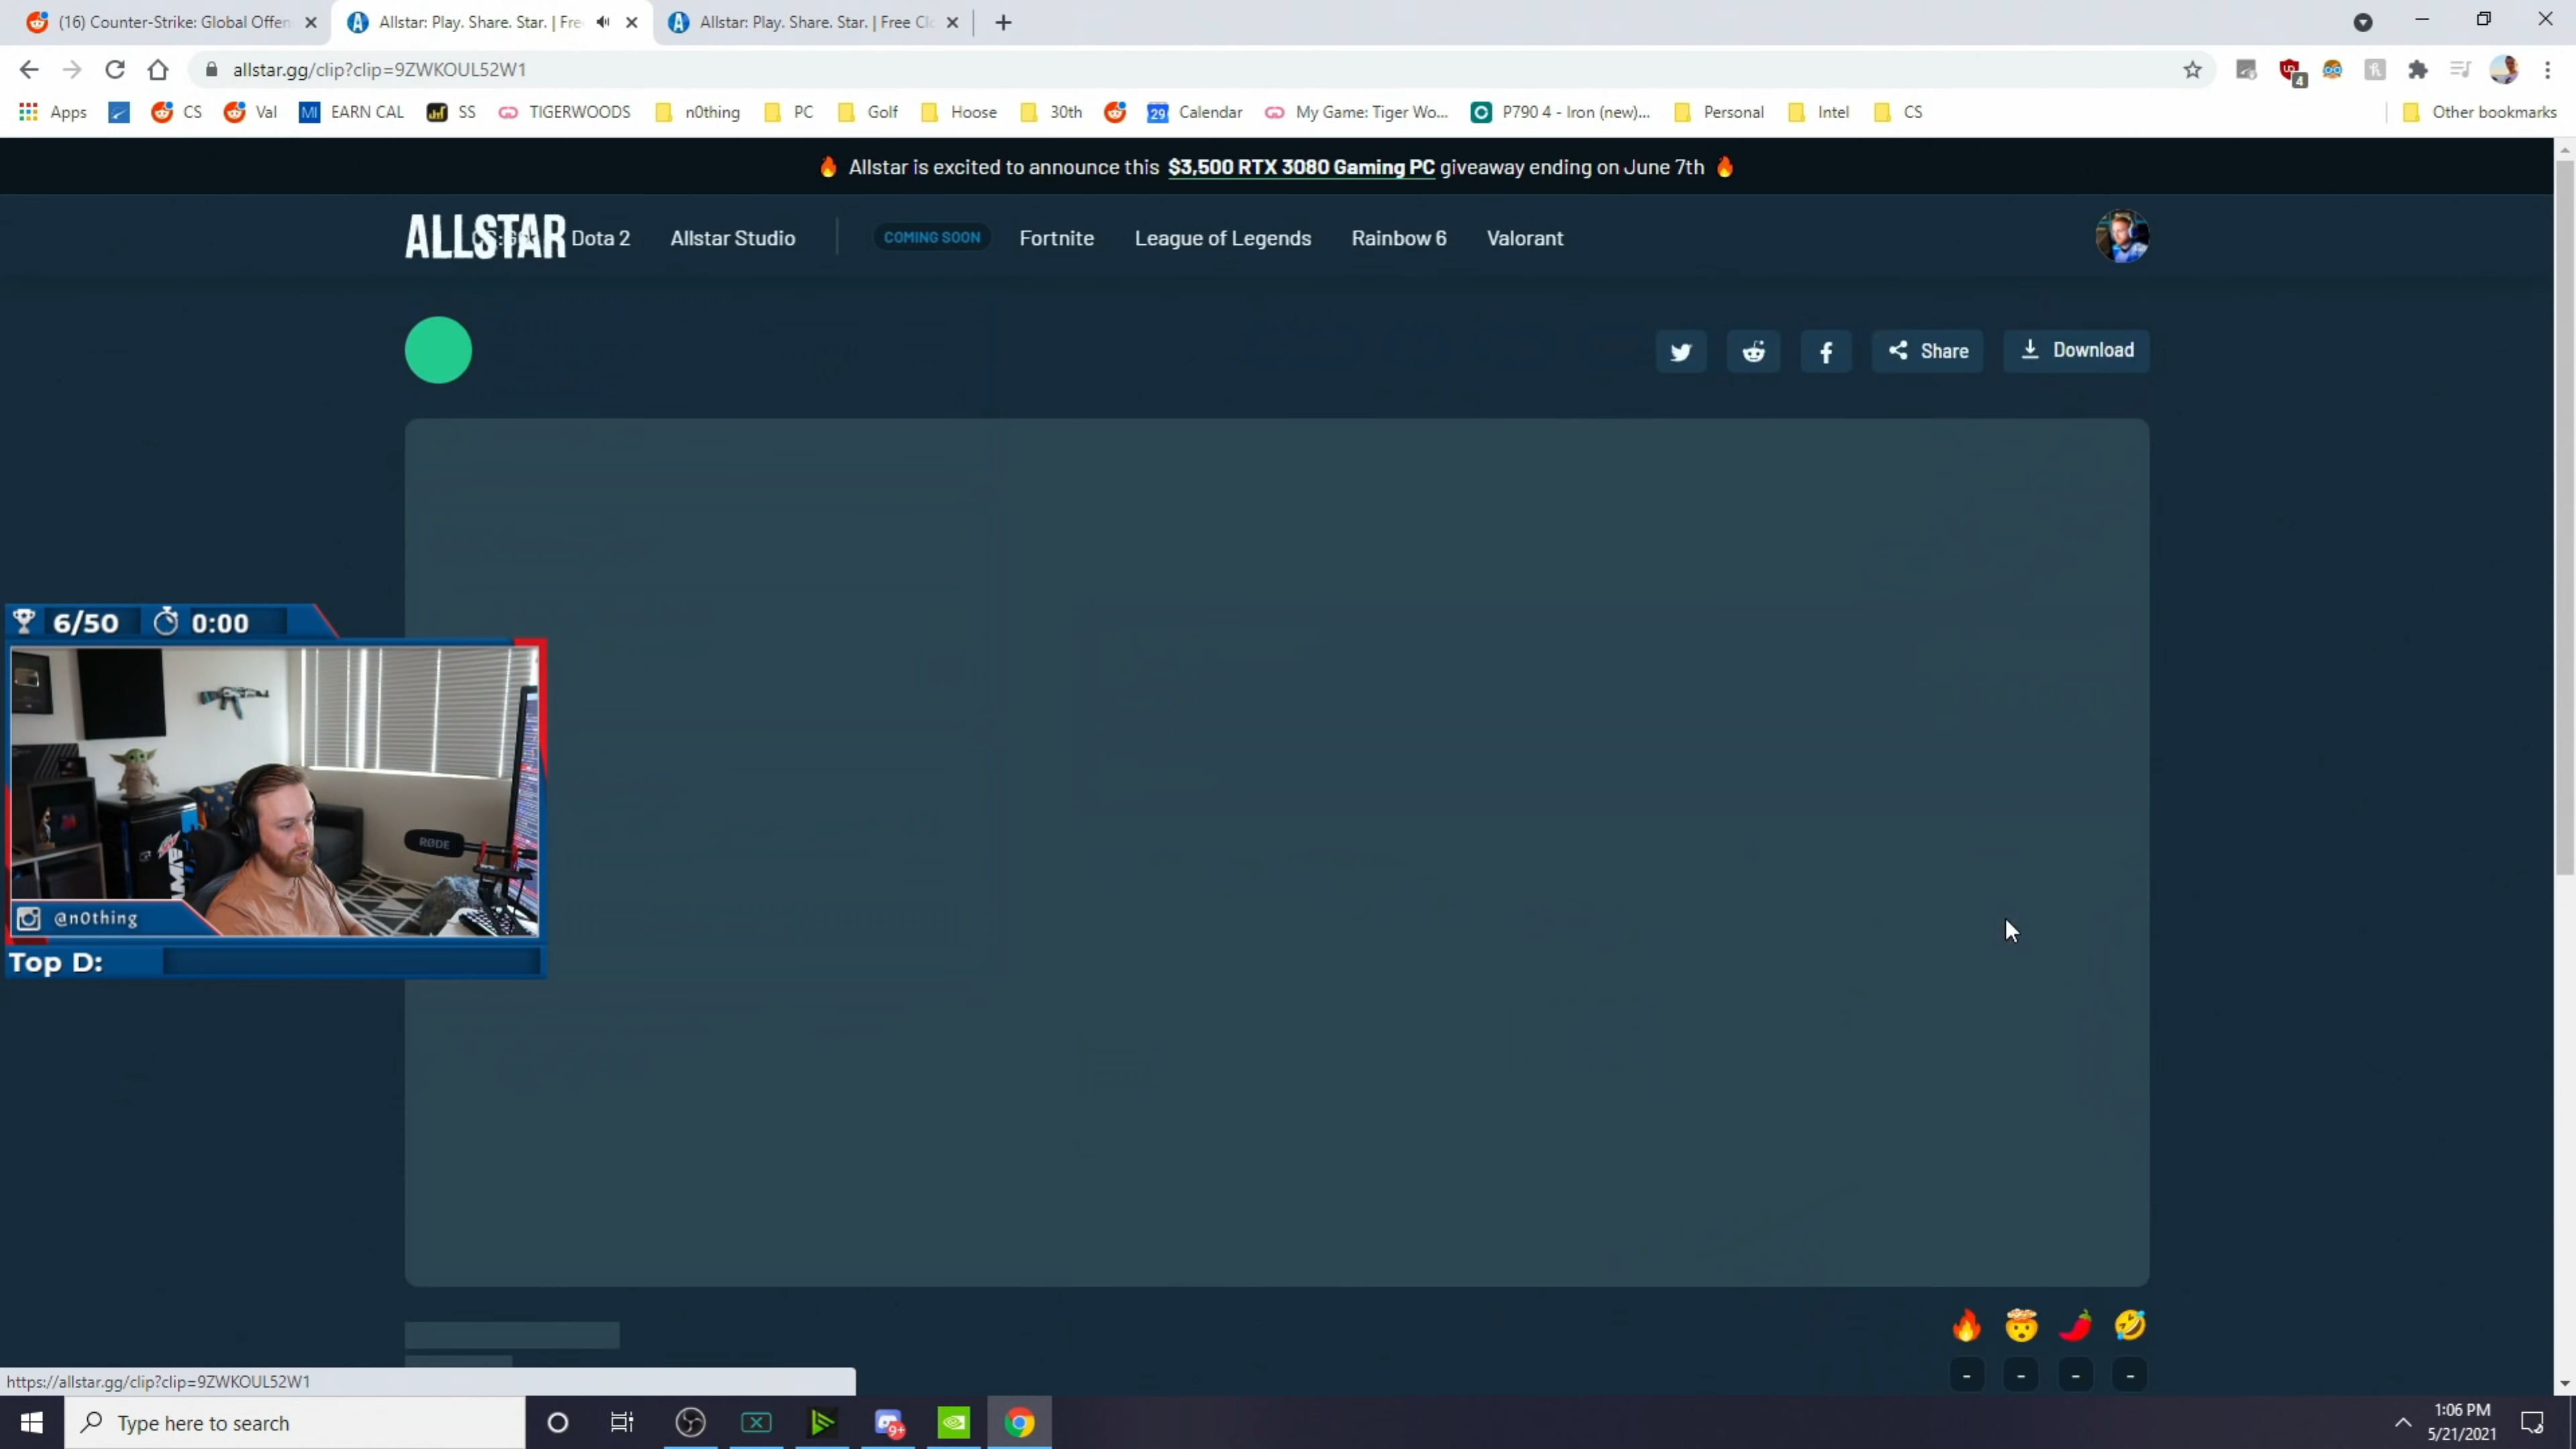 (16) Counter-Strike: Global Offen
Allstar: Play. Share. Star. | Fre
Allstar: Play. Share. Star. | Free Clo
allstar.gg/clip?clip=9ZWKOUL52W1
4
Apps CS Val MI EARN CAL SS TIGERWOODS n0thing PC Golf Hoose 30th 29 Calendar My Game: Tiger Wo... P790 4 - Iron (new)... Personal Intel CS Other bookmarks
🔥 Allstar is excited to announce this $3,500 RTX 3080 Gaming PC giveaway ending on June 7th 🔥
ALLSTAR Dota 2 Allstar Studio COMING SOON Fortnite League of Legends Rainbow 6 Valorant
Share Download
6/50 0:00
RØDE
@n0thing
Top D:
- - - -
https://allstar.gg/clip?clip=9ZWKOUL52W1
Type here to search
9+
1:06 PM
5/21/2021